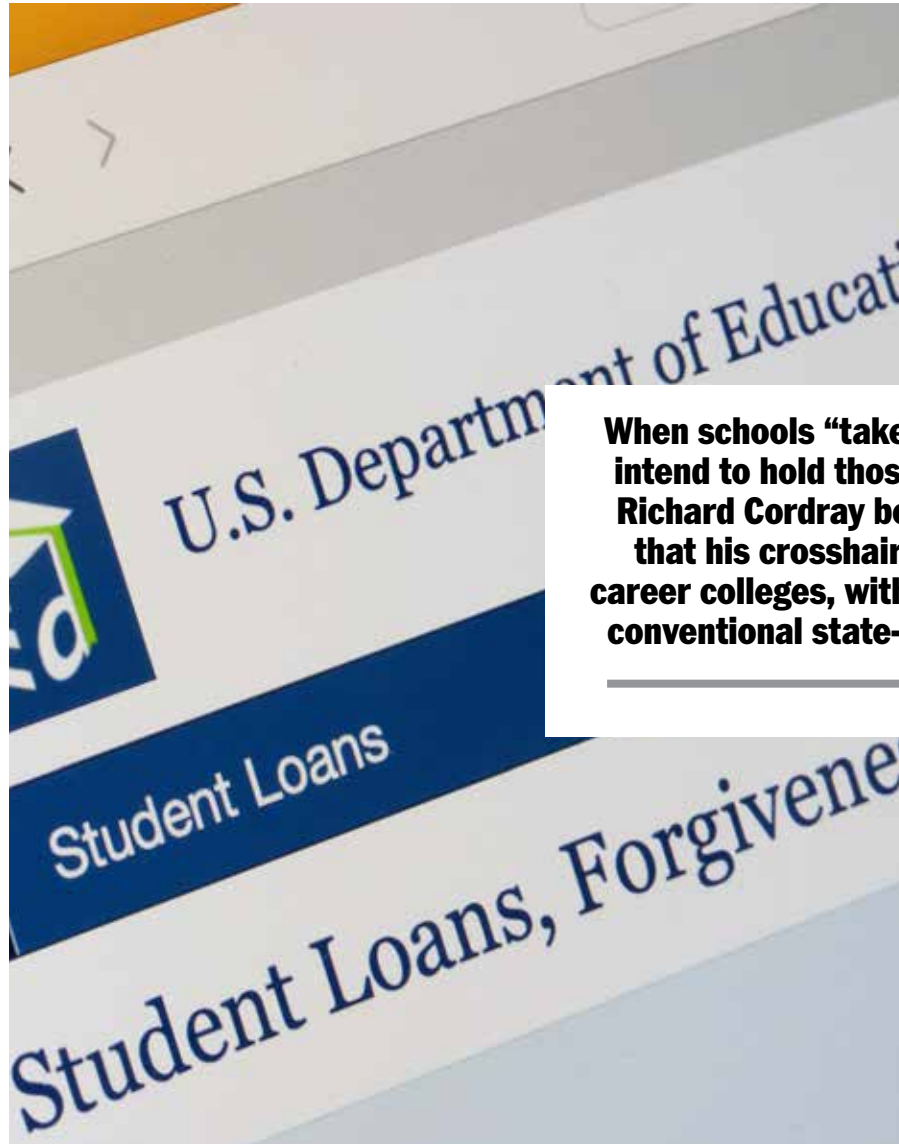 U.S. Department of Educati
Ed
When schools “take
intend to hold thos
Richard Cordray be
that his crosshair
career colleges, with
conventional state-
Student Loans
Student Loans, Forgivene